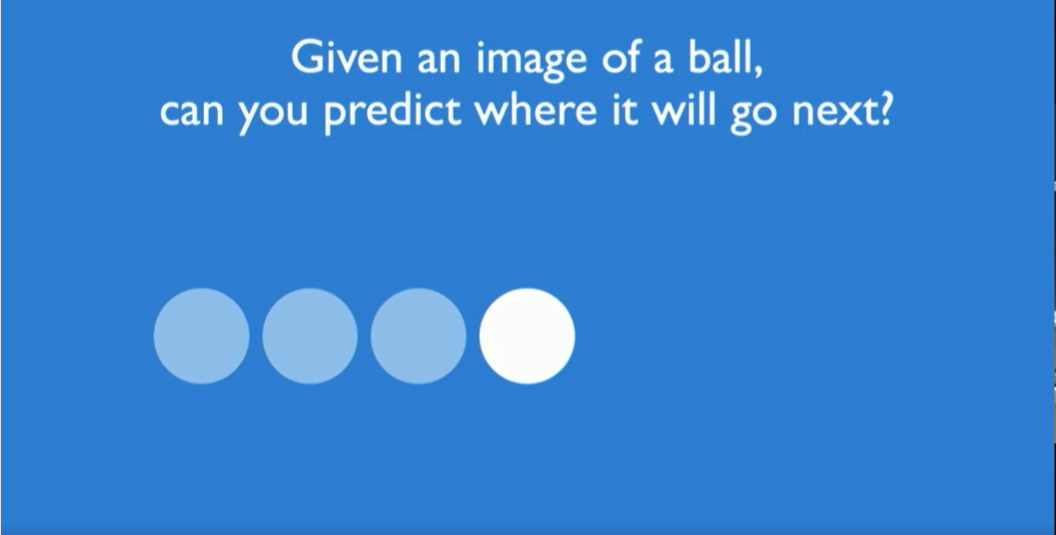 Given an image of a ball,
can you predict where it will go next?